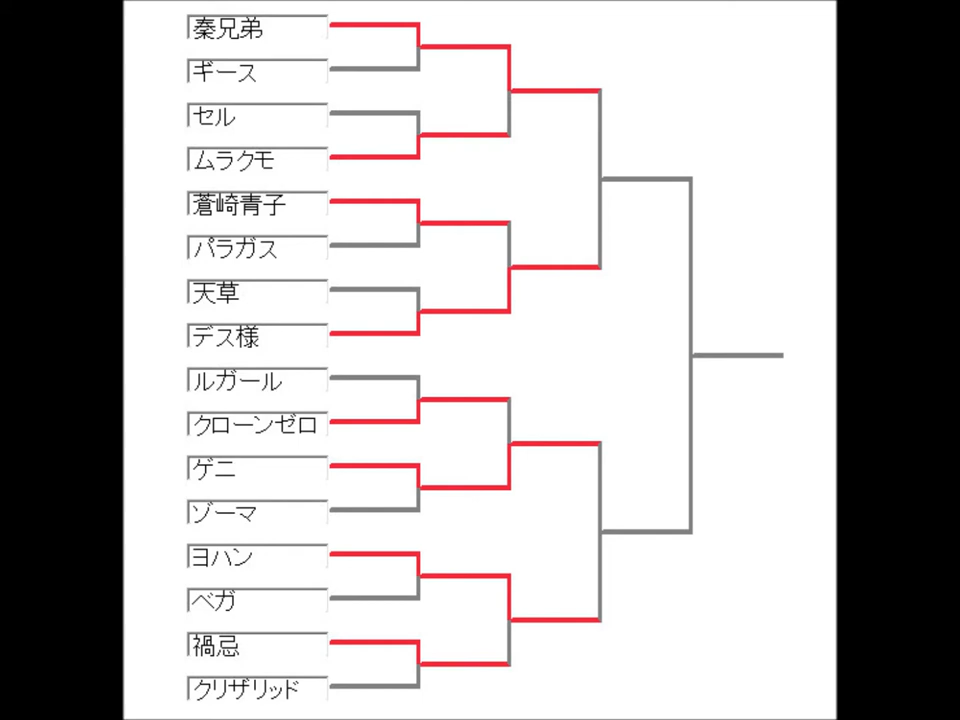 秦兄弟
ギース
セル
ムラクモ
蒼崎青子
パラガス
天草
デス様
ルガール
クローンゼロ
ゲニ
ゾーマ
ヨハン
ベガ
禍忌
クリザリッド